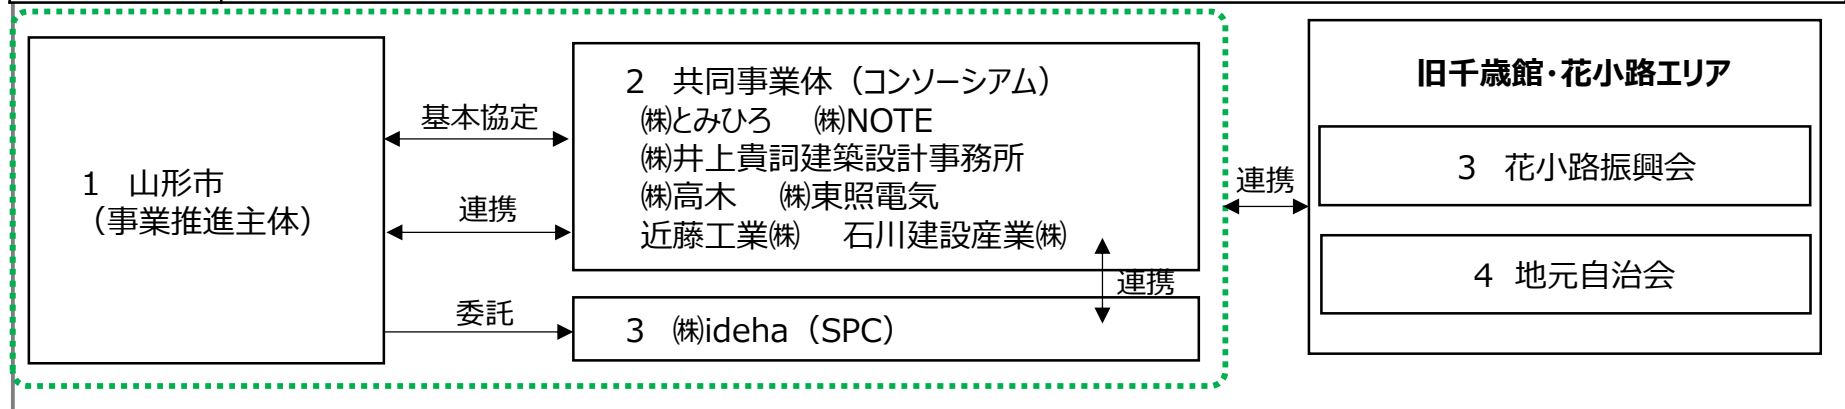 1　山形市
（事業推進主体）
基本協定
連携
委託
2　共同事業体（コンソーシアム）
㈱とみひろ　㈱NOTE
㈱井上貴詞建築設計事務所
㈱高木　㈱東照電気
近藤工業㈱　石川建設産業㈱
連携
3　㈱ideha（SPC）
連携
旧千歳館・花小路エリア
3　花小路振興会
4　地元自治会